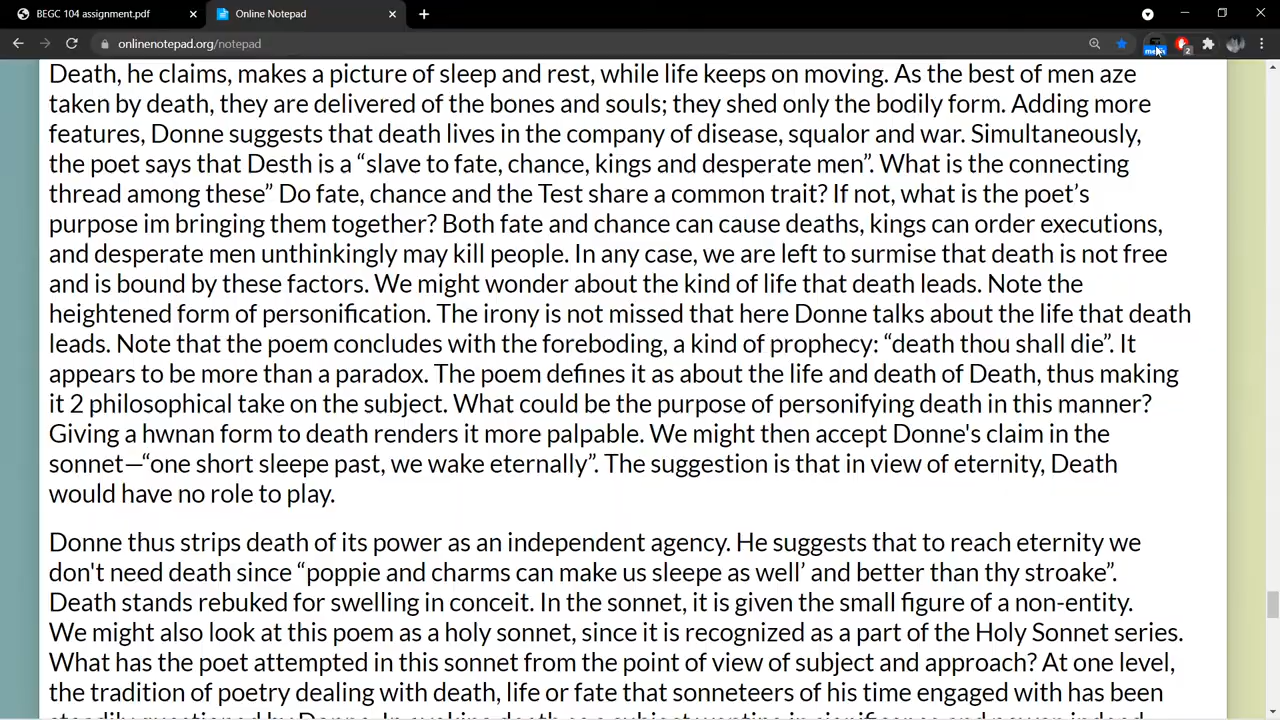 BEGC 104 assignment.pdf
Online Notepad
onlinenotepad.org/notepad
2
Death, he claims, makes a picture of sleep and rest, while life keeps on moving. As the best of men aze
taken by death, they are delivered of the bones and souls; they shed only the bodily form. Adding more
features, Donne suggests that death lives in the company of disease, squalor and war. Simultaneously,
the poet says that Desth is a “slave to fate, chance, kings and desperate men”. What is the connecting
thread among these” Do fate, chance and the Test share a common trait? If not, what is the poet’s
purpose im bringing them together? Both fate and chance can cause deaths, kings can order executions,
and desperate men unthinkingly may kill people. In any case, we are left to surmise that death is not free
and is bound by these factors. We might wonder about the kind of life that death leads. Note the
heightened form of personification. The irony is not missed that here Donne talks about the life that death
leads. Note that the poem concludes with the foreboding, a kind of prophecy: “death thou shall die”. It
appears to be more than a paradox. The poem defines it as about the life and death of Death, thus making
it 2 philosophical take on the subject. What could be the purpose of personifying death in this manner?
Giving a hwnan form to death renders it more palpable. We might then accept Donne's claim in the
sonnet—“one short sleepe past, we wake eternally”. The suggestion is that in view of eternity, Death
would have no role to play.
Donne thus strips death of its power as an independent agency. He suggests that to reach eternity we
don't need death since “poppie and charms can make us sleepe as well’ and better than thy stroake”.
Death stands rebuked for swelling in conceit. In the sonnet, it is given the small figure of a non-entity.
We might also look at this poem as a holy sonnet, since it is recognized as a part of the Holy Sonnet series.
What has the poet attempted in this sonnet from the point of view of subject and approach? At one level,
the tradition of poetry dealing with death, life or fate that sonneteers of his time engaged with has been